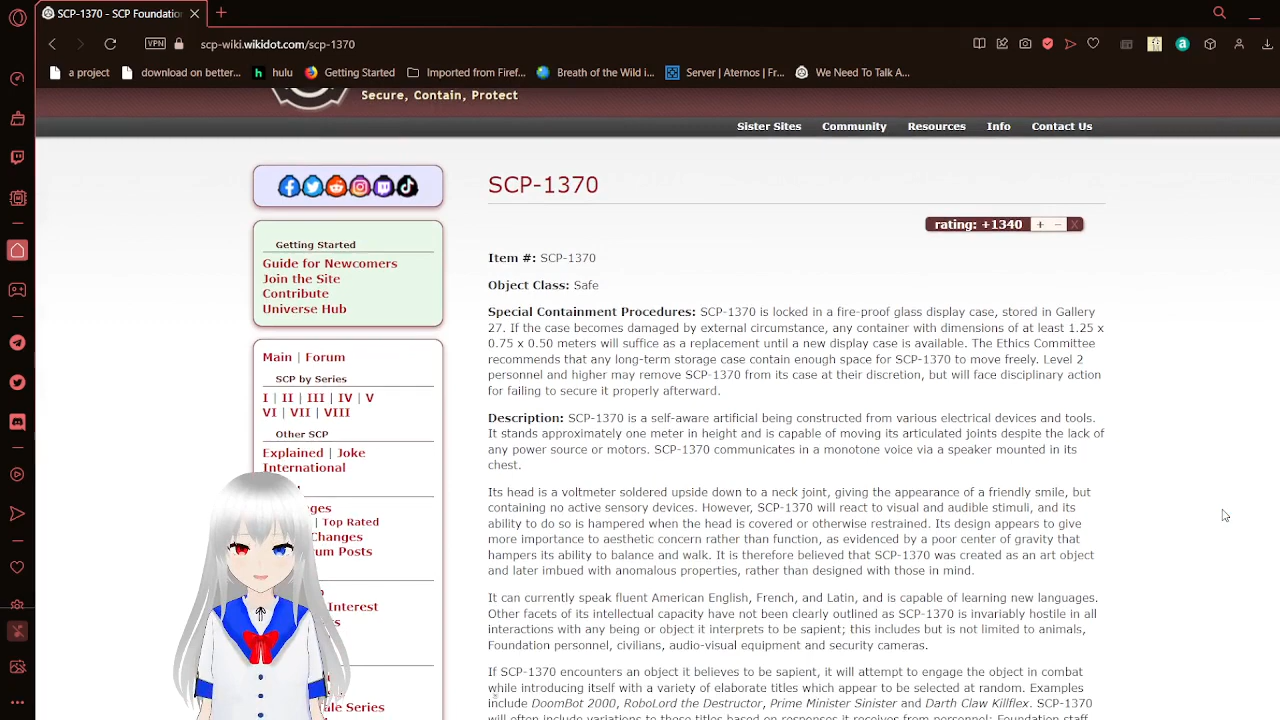 SCP-1370 - SCP Foundatio
VPN
scp-wiki.wikidot.com/scp-1370
a project
download on better...
hulu
Getting Started
Imported from Firef...
Breath of the Wild i...
Server | Aternos | Fr...
We Need To Talk A...
Secure, Contain, Protect
Sister Sites
Community
Resources
Info
Contact Us
Getting Started
Guide for Newcomers
Join the Site
Contribute
Universe Hub
Main | Forum
SCP by Series
I | II | III | IV | V
VI | VII | VIII
Other SCP
Explained | Joke
International
| Top Rated
Changes
Posts
Interest
Series
SCP-1370
rating: +1340 + – X
Item #: SCP-1370
Object Class: Safe
Special Containment Procedures: SCP-1370 is locked in a fire-proof glass display case, stored in Gallery
27. If the case becomes damaged by external circumstance, any container with dimensions of at least 1.25 x
0.75 x 0.50 meters will suffice as a replacement until a new display case is available. The Ethics Committee
recommends that any long-term storage case contain enough space for SCP-1370 to move freely. Level 2
personnel and higher may remove SCP-1370 from its case at their discretion, but will face disciplinary action
for failing to secure it properly afterward.
Description: SCP-1370 is a self-aware artificial being constructed from various electrical devices and tools.
It stands approximately one meter in height and is capable of moving its articulated joints despite the lack of
any power source or motors. SCP-1370 communicates in a monotone voice via a speaker mounted in its
chest.
Its head is a voltmeter soldered upside down to a neck joint, giving the appearance of a friendly smile, but
containing no active sensory devices. However, SCP-1370 will react to visual and audible stimuli, and its
ability to do so is hampered when the head is covered or otherwise restrained. Its design appears to give
more importance to aesthetic concern rather than function, as evidenced by a poor center of gravity that
hampers its ability to balance and walk. It is therefore believed that SCP-1370 was created as an art object
and later imbued with anomalous properties, rather than designed with those in mind.
It can currently speak fluent American English, French, and Latin, and is capable of learning new languages.
Other facets of its intellectual capacity have not been clearly outlined as SCP-1370 is invariably hostile in all
interactions with any being or object it interprets to be sapient; this includes but is not limited to animals,
Foundation personnel, civilians, audio-visual equipment and security cameras.
If SCP-1370 encounters an object it believes to be sapient, it will attempt to engage the object in combat
while introducing itself with a variety of elaborate titles which appear to be selected at random. Examples
include DoomBot 2000, RoboLord the Destructor, Prime Minister Sinister and Darth Claw Killflex. SCP-1370
will often include variations to these titles based on responses it receives from personnel; Foundation staff